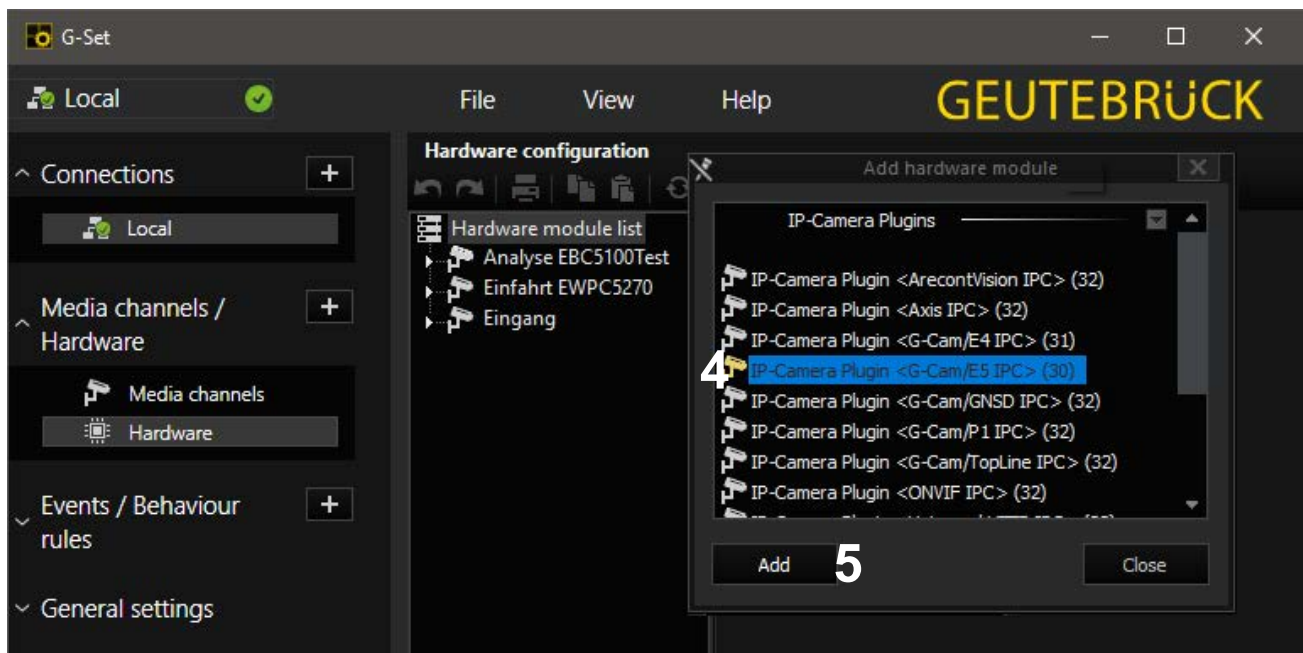 G-Set
Local
File View Help
GEUTEBRÜCK
Connections
Local
Media channels /
Hardware
Media channels
Hardware
Events / Behaviour
rules
General settings
Hardware configuration
Hardware module list
Analyse EBC5100Test
Einfahrt EWPC5270
Eingang
Add hardware module
IP-Camera Plugins
IP-Camera Plugin <ArecontVision IPC> (32)
IP-Camera Plugin <Axis IPC> (32)
IP-Camera Plugin <G-Cam/E4 IPC> (31)
4 IP-Camera Plugin <G-Cam/E5 IPC> (30)
IP-Camera Plugin <G-Cam/GNSD IPC> (32)
IP-Camera Plugin <G-Cam/P1 IPC> (32)
IP-Camera Plugin <G-Cam/TopLine IPC> (32)
IP-Camera Plugin <ONVIF IPC> (32)
Add 5 Close